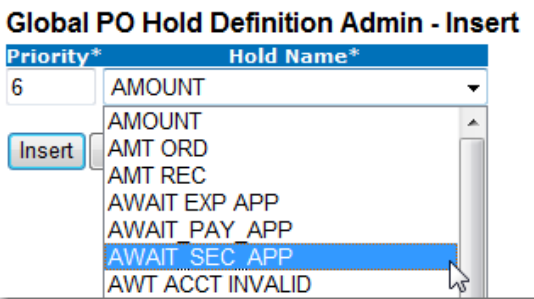 Global PO Hold Definition Admin - Insert
Priority* Hold Name*
6 AMOUNT
AMOUNT
Insert AMT ORD
AMT REC
AWAIT EXP APP
AWAIT_PAY_APP
AWAIT_SEC_APP
AWT ACCT INVALID